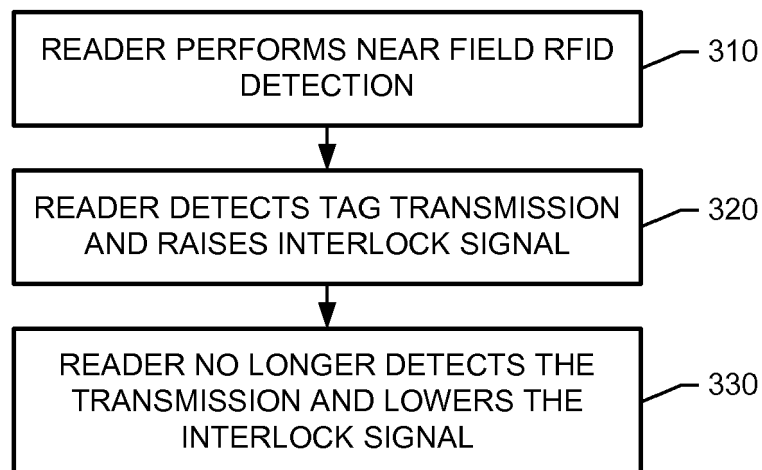 READER PERFORMS NEAR FIELD RFID
DETECTION
310
READER DETECTS TAG TRANSMISSION
AND RAISES INTERLOCK SIGNAL
320
READER NO LONGER DETECTS THE
TRANSMISSION AND LOWERS THE
INTERLOCK SIGNAL
330